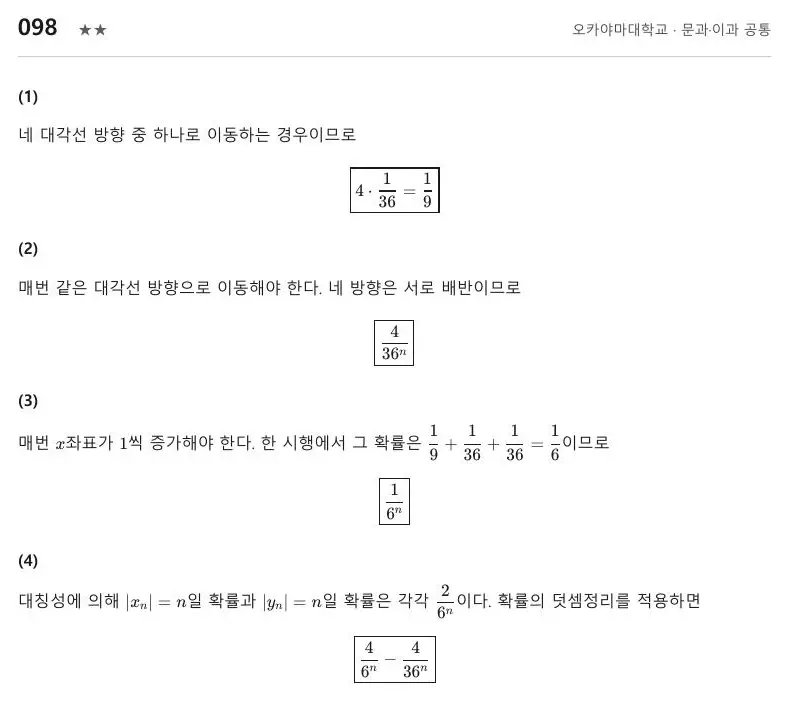 098 ★★ 오카야마대학교 · 문과·이과 공통
(1)
네 대각선 방향 중 하나로 이동하는 경우이므로
4 · 1/36 = 1/9
(2)
매번 같은 대각선 방향으로 이동해야 한다. 네 방향은 서로 배반이므로
4/36ⁿ
(3)
매번 x좌표가 1씩 증가해야 한다. 한 시행에서 그 확률은 1/9 + 1/36 + 1/36 = 1/6이므로
1/6ⁿ
(4)
대칭성에 의해 |xₙ| = n일 확률과 |yₙ| = n일 확률은 각각 2/6ⁿ이다. 확률의 덧셈정리를 적용하면
4/6ⁿ − 4/36ⁿ